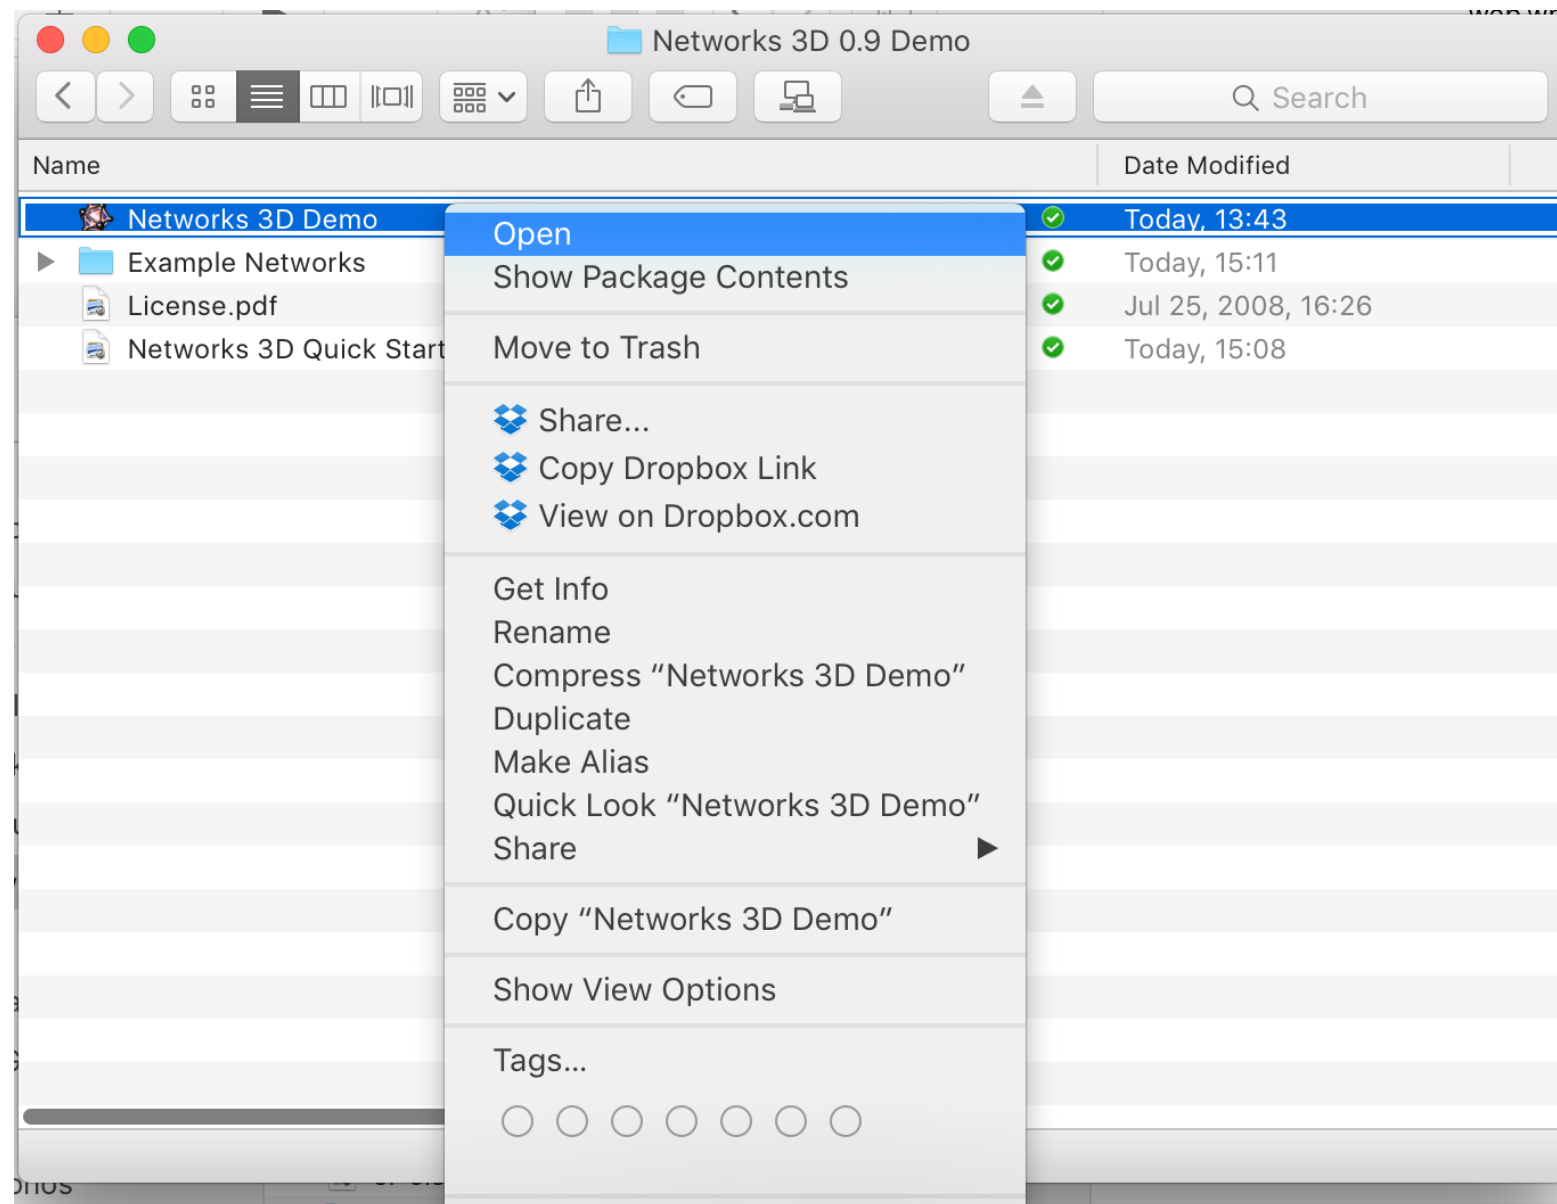 Networks 3D 0.9 Demo
Search
Name
Date Modified
Networks 3D Demo
Today, 13:43
Example Networks
Today, 15:11
License.pdf
Jul 25, 2008, 16:26
Networks 3D Quick Start
Today, 15:08
Open
Show Package Contents
Move to Trash
Share...
Copy Dropbox Link
View on Dropbox.com
Get Info
Rename
Compress “Networks 3D Demo”
Duplicate
Make Alias
Quick Look “Networks 3D Demo”
Share
Copy “Networks 3D Demo”
Show View Options
Tags...